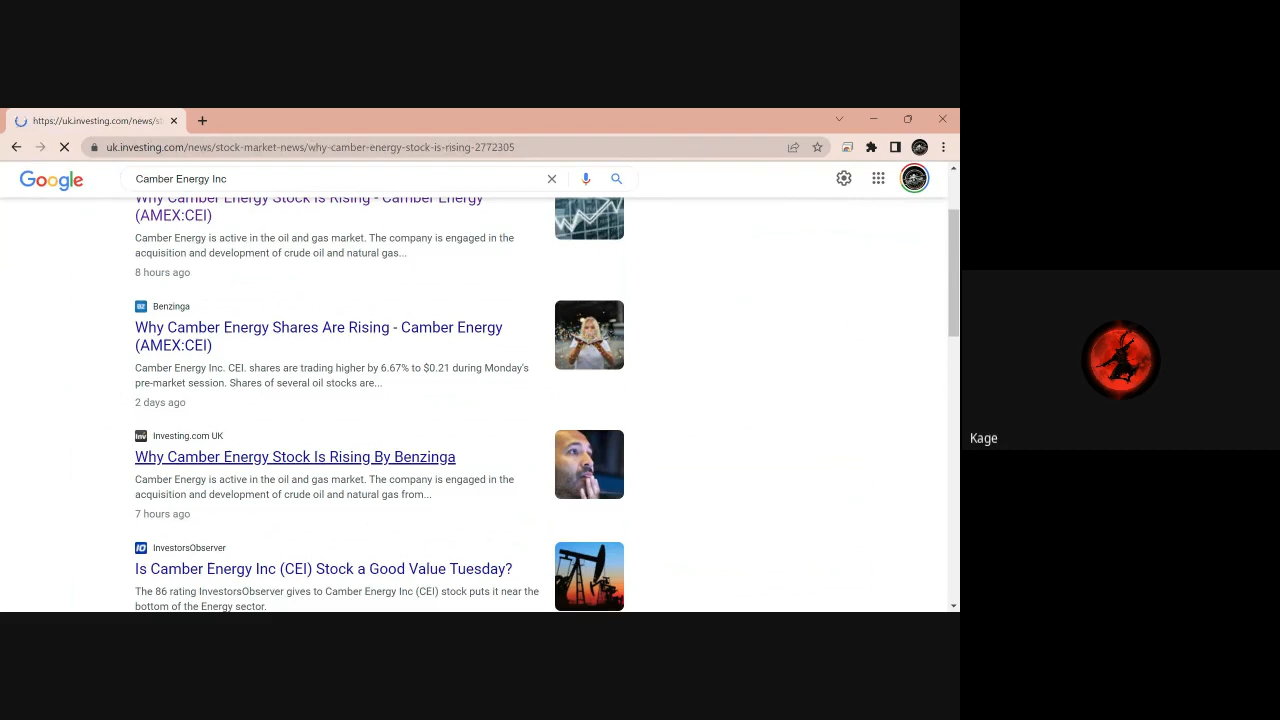 https://uk.investing.com/news/st
uk.investing.com/news/stock-market-news/why-camber-energy-stock-is-rising-2772305
Google
Camber Energy Inc
Why Camber Energy Stock Is Rising - Camber Energy
(AMEX:CEI)
Camber Energy is active in the oil and gas market. The company is engaged in the
acquisition and development of crude oil and natural gas...
8 hours ago
BZ Benzinga
Why Camber Energy Shares Are Rising - Camber Energy
(AMEX:CEI)
Camber Energy Inc. CEI. shares are trading higher by 6.67% to $0.21 during Monday's
pre-market session. Shares of several oil stocks are...
2 days ago
Inv Investing.com UK
Why Camber Energy Stock Is Rising By Benzinga
Camber Energy is active in the oil and gas market. The company is engaged in the
acquisition and development of crude oil and natural gas from...
7 hours ago
IO InvestorsObserver
Is Camber Energy Inc (CEI) Stock a Good Value Tuesday?
The 86 rating InvestorsObserver gives to Camber Energy Inc (CEI) stock puts it near the
bottom of the Energy sector.
Kage